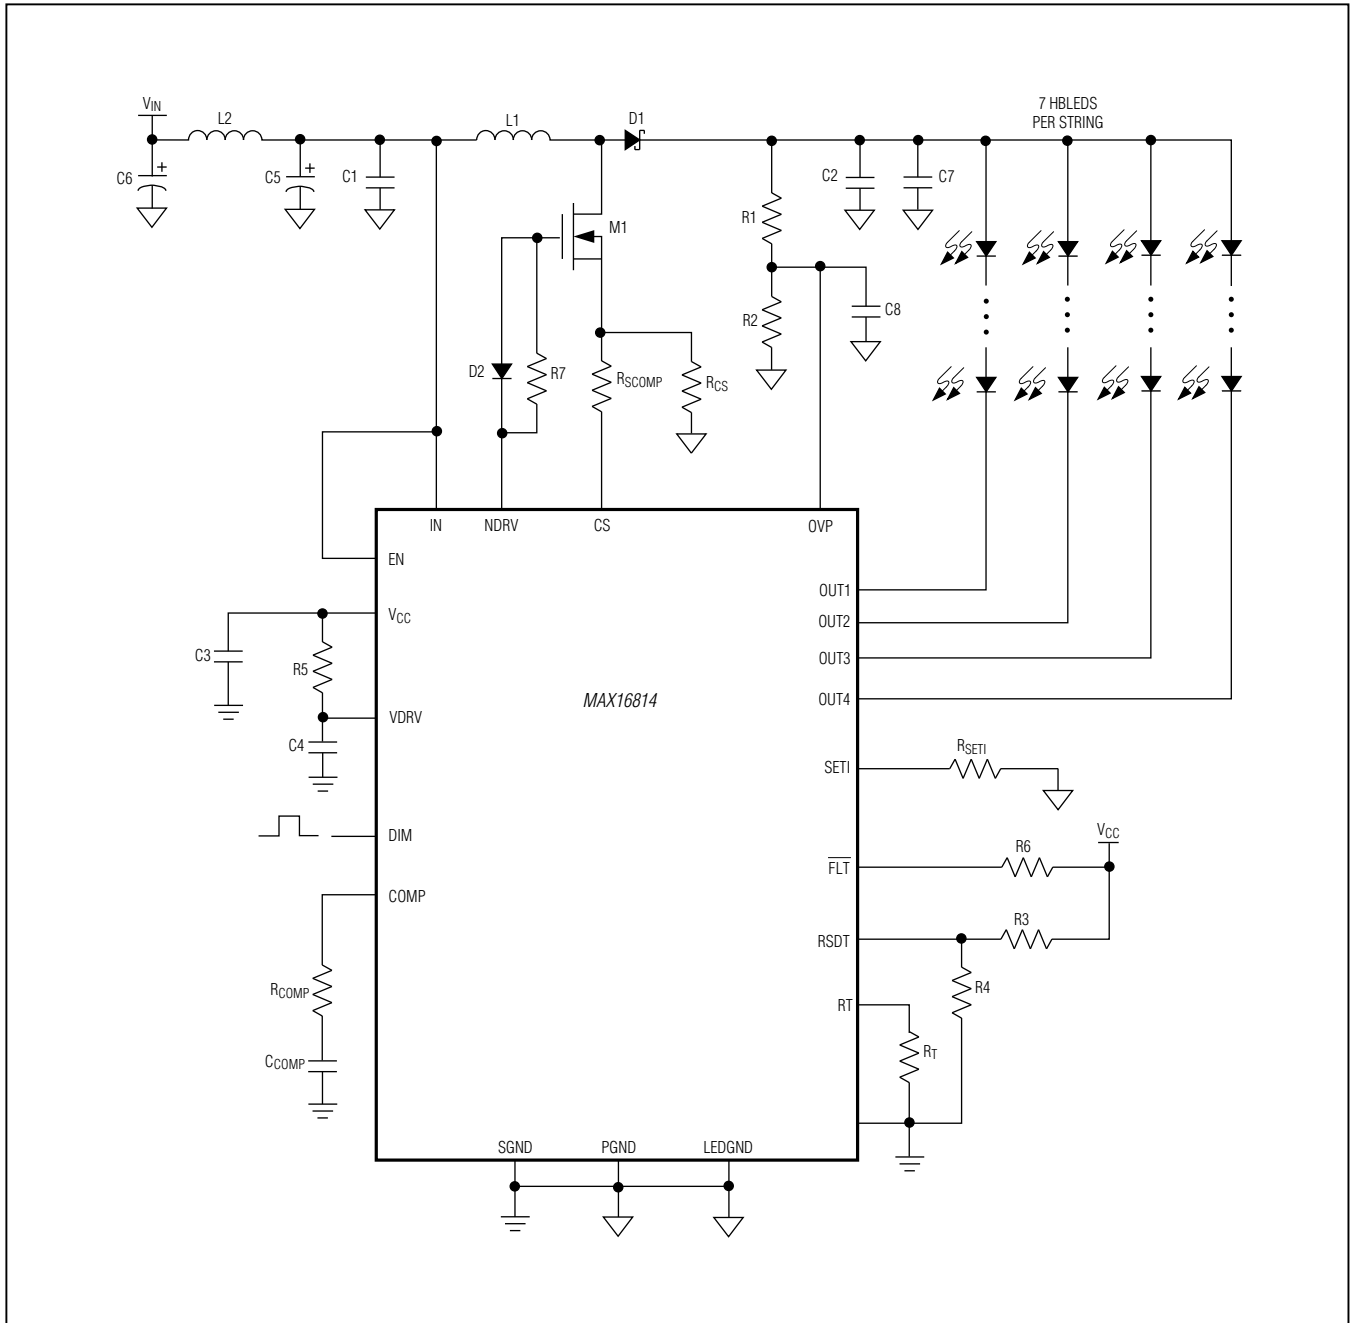 VIN
L2
L1
D1
7 HBLEDS
PER STRING
C6
+
C5
+
C1
C2
C7
M1
R1
R2
C8
D2
R7
RSCOMP
RCS
IN
NDRV
CS
OVP
EN
VCC
C3
R5
VDRV
C4
DIM
COMP
RCOMP
CCOMP
MAX16814
OUT1
OUT2
OUT3
OUT4
SETI
RSETI
VCC
FLT
R6
RSDT
R3
R4
RT
RT
SGND
PGND
LEDGND